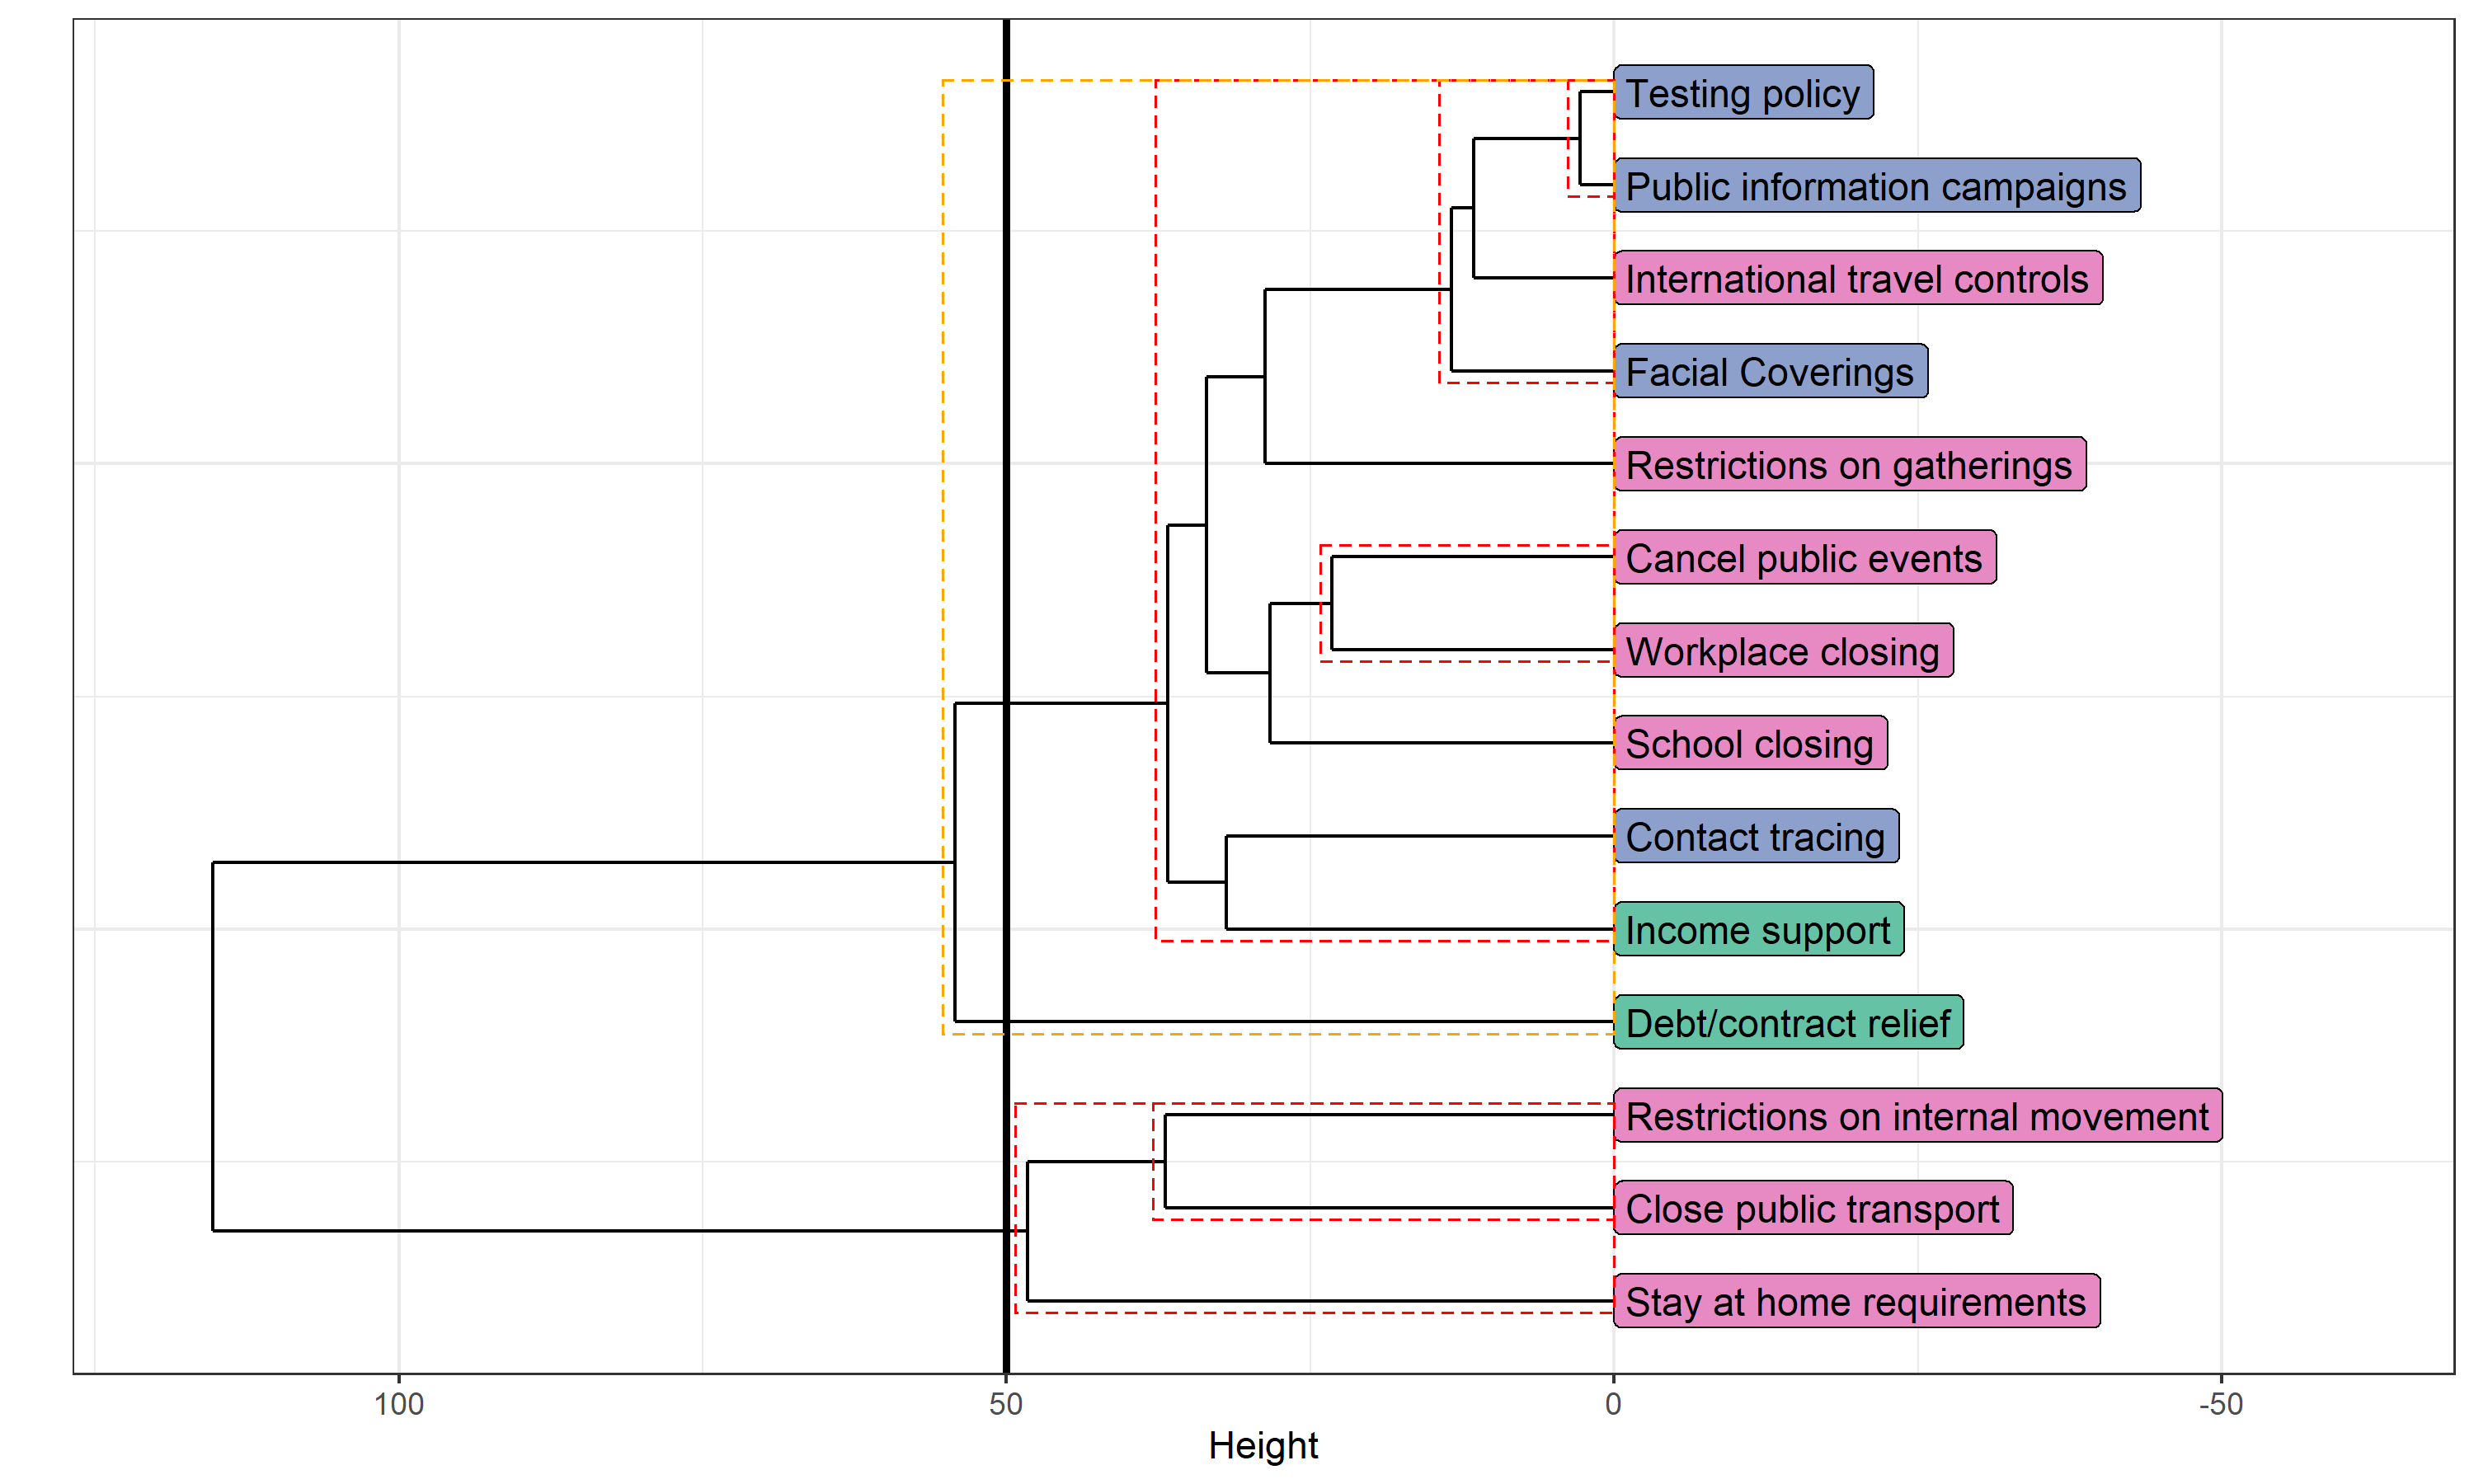 Testing policy
Public information campaigns
International travel controls
Facial Coverings
Restrictions on gatherings
Cancel public events
Workplace closing
School closing
Contact tracing
Income support
Debt/contract relief
Restrictions on internal movement
Close public transport
Stay at home requirements
100 50 0 -50
Height